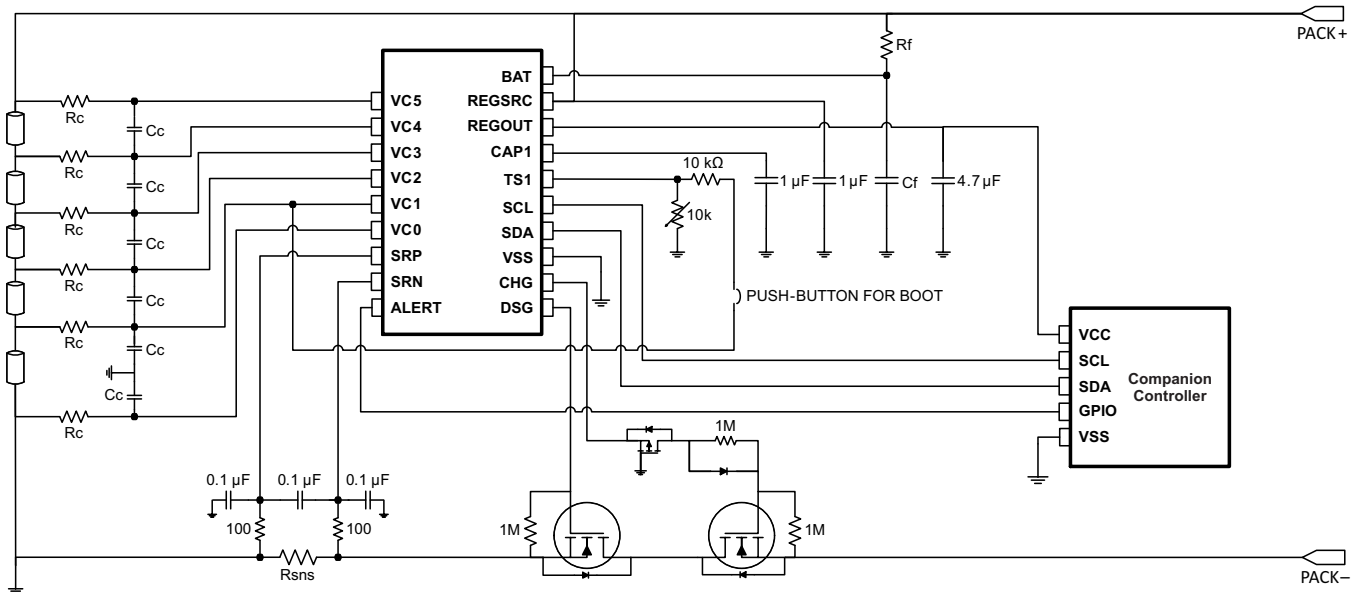 PACK+
Rf
BAT
REGSRC
REGOUT
CAP1
TS1
SCL
SDA
VSS
CHG
DSG
VC5
VC4
VC3
VC2
VC1
VC0
SRP
SRN
ALERT
Rc
Rc
Rc
Rc
Rc
Rc
Cc
Cc
Cc
Cc
Cc
Cc
10 kΩ
10k
1 µF
1 µF
Cf
4.7 µF
PUSH-BUTTON FOR BOOT
VCC
SCL
SDA
GPIO
VSS
Companion
Controller
1M
0.1 µF
0.1 µF
0.1 µF
100
100
1M
1M
Rsns
PACK–